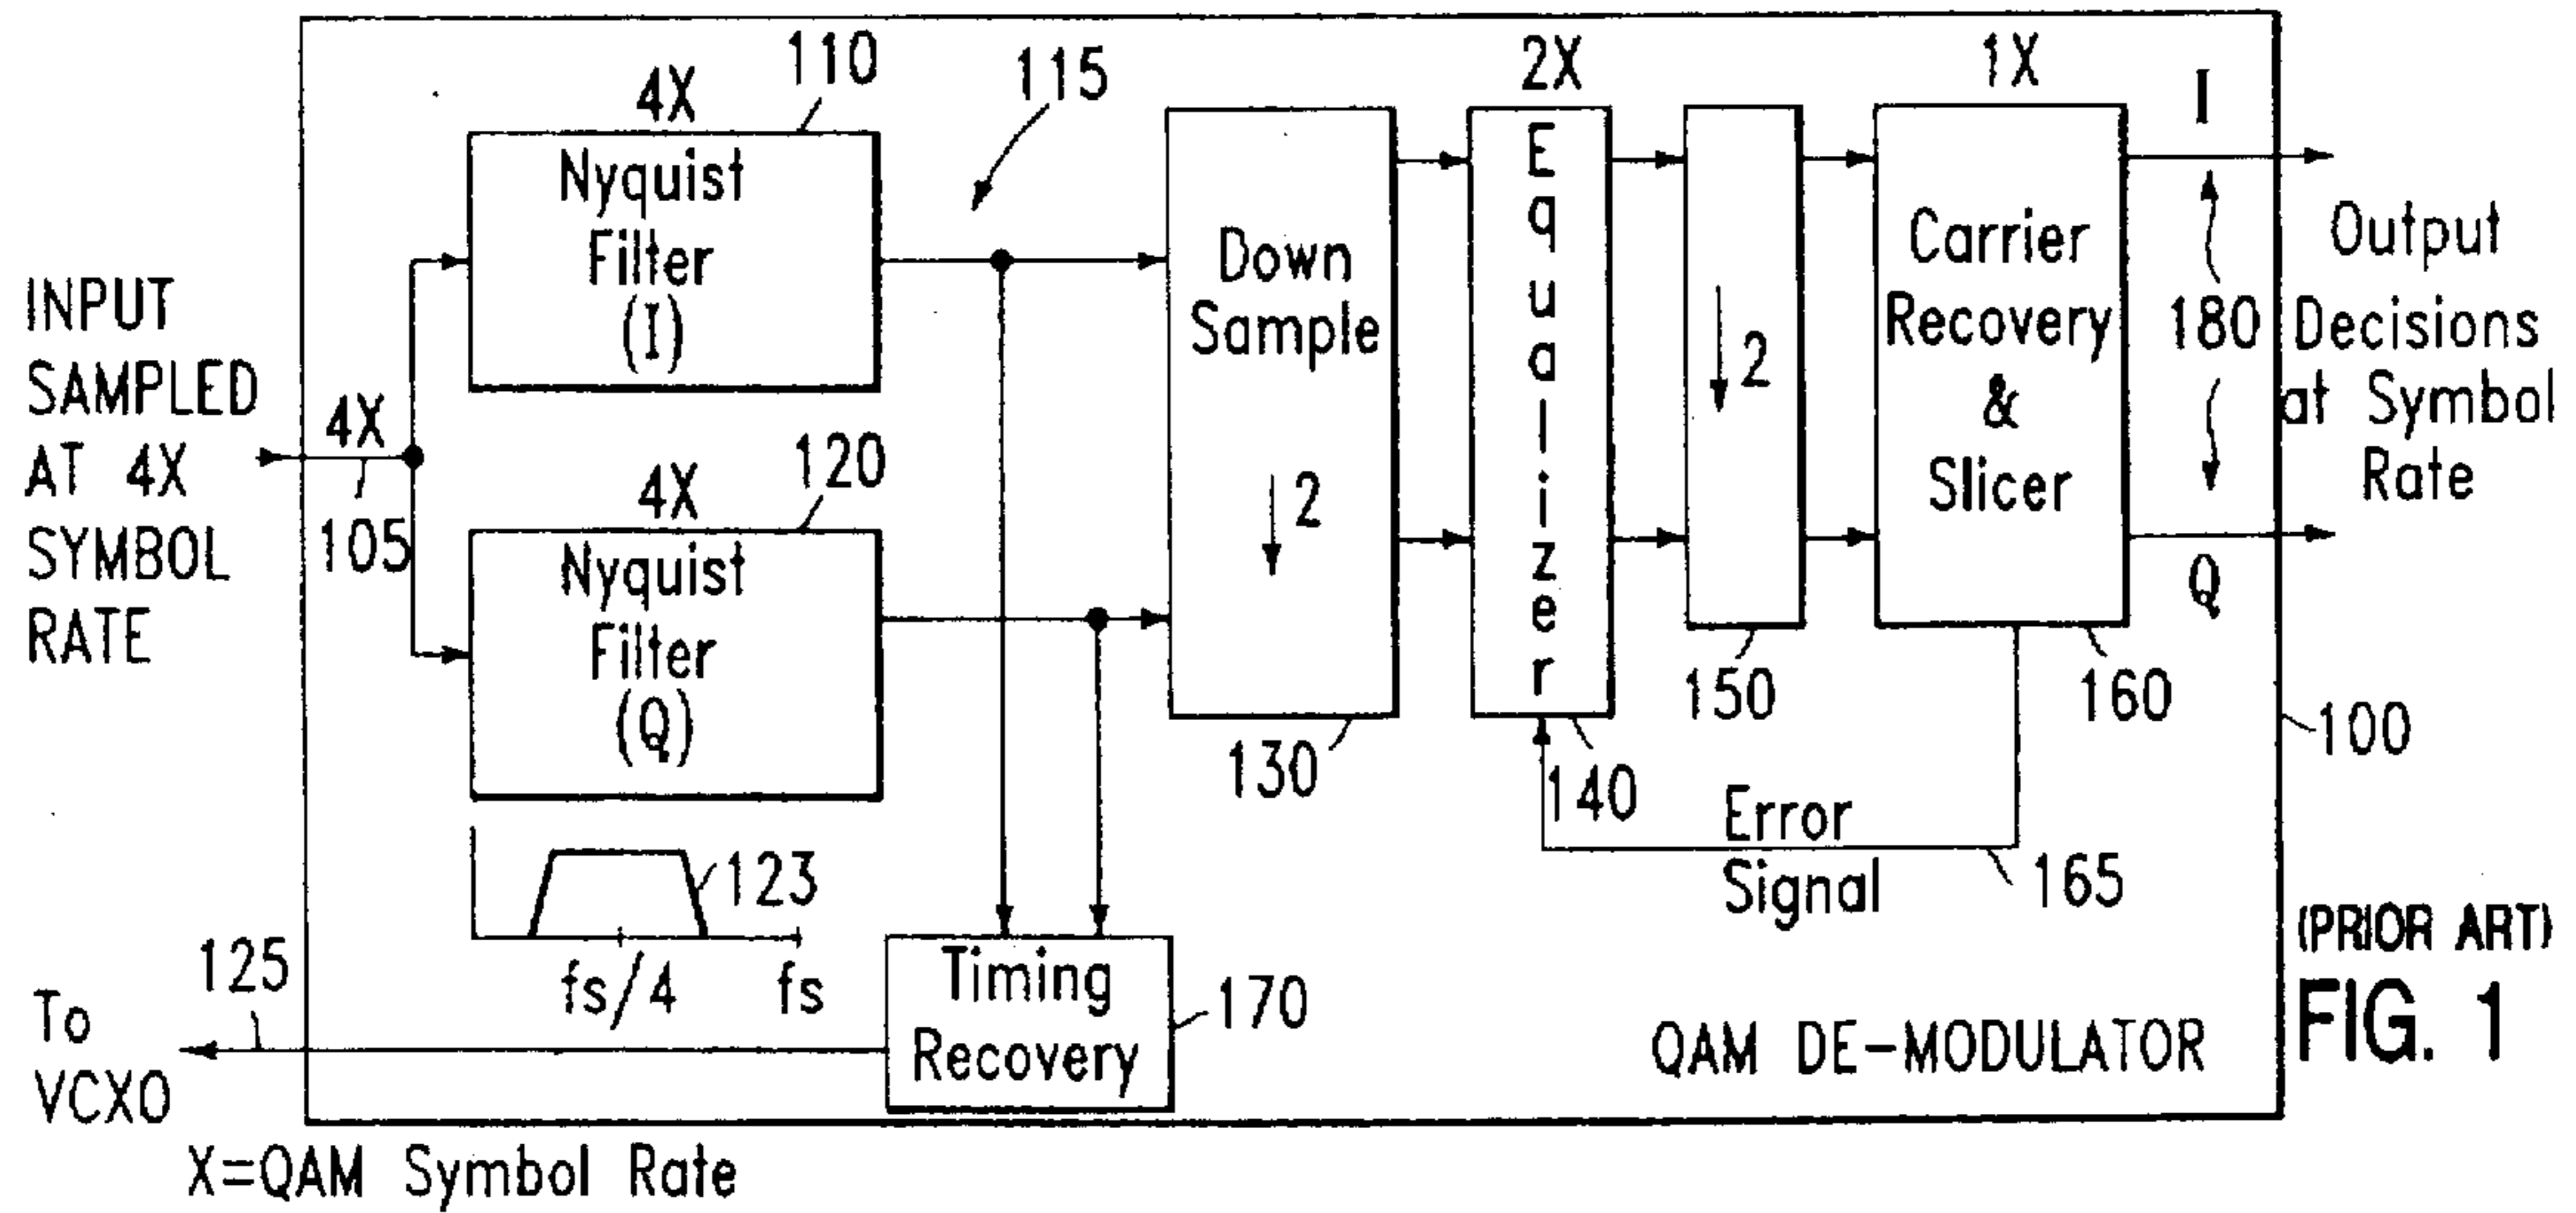 INPUT
SAMPLED
AT 4X
SYMBOL
RATE
4X
105
4X
110
Nyquist
Filter
(I)
115
4X
120
Nyquist
Filter
(Q)
123
fs/4
fs
125
To
VCXO
Timing
Recovery
170
Down
Sample
↓2
130
2X
Equalizer
140
↓2
150
1X
Carrier
Recovery
&
Slicer
160
Error
Signal
165
I
180
Q
Output
Decisions
at Symbol
Rate
100
QAM DE-MODULATOR
(PRIOR ART)
FIG. 1
X=QAM Symbol Rate